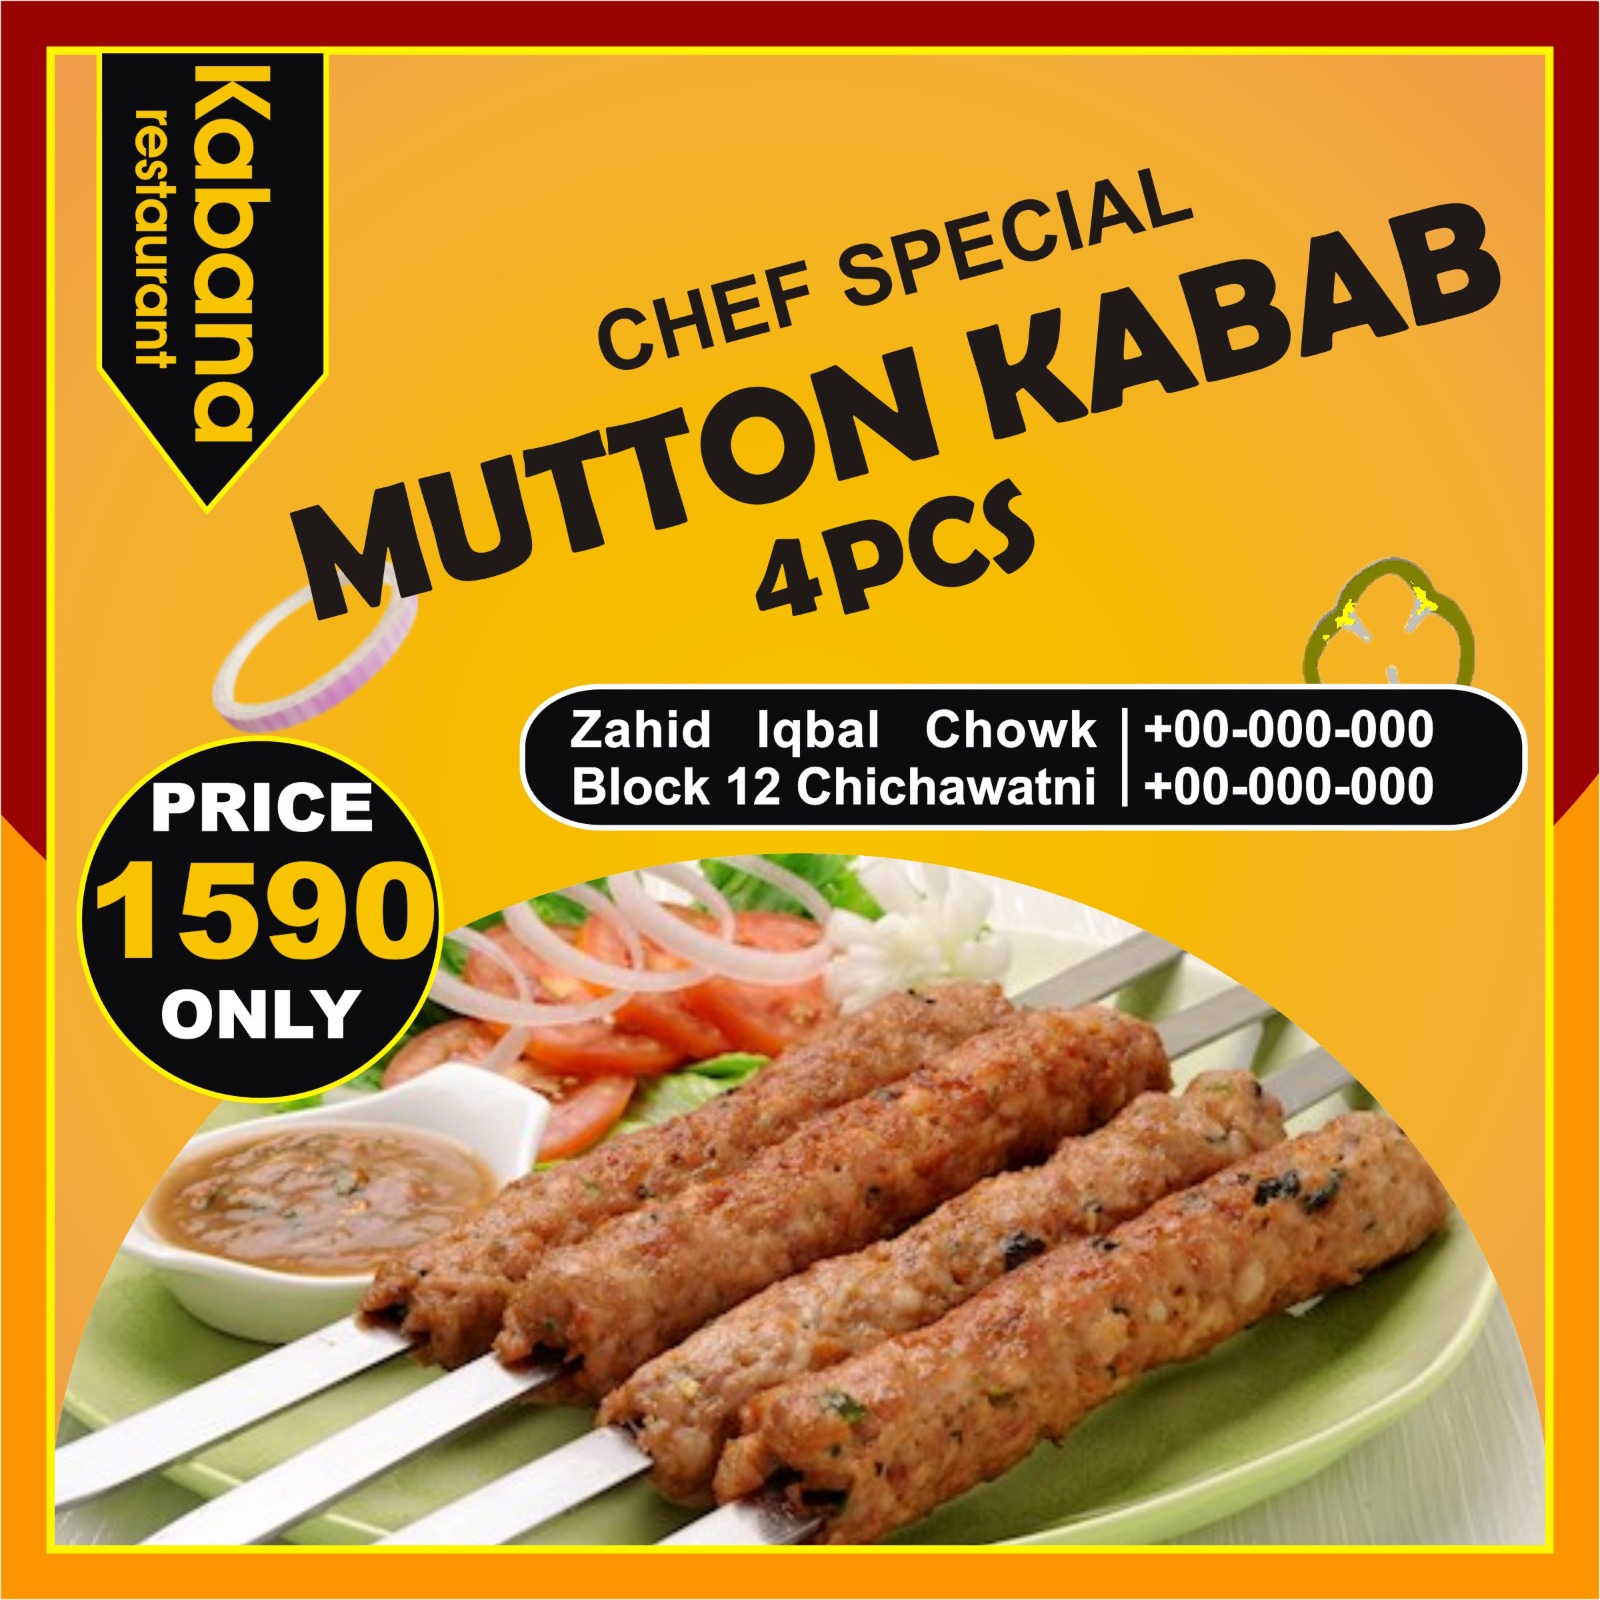 Kabana
restaurant
CHEF SPECIAL
MUTTON KABAB
4PCS
Zahid Iqbal Chowk
Block 12 Chichawatni
+00-000-000
+00-000-000
PRICE
1590
ONLY